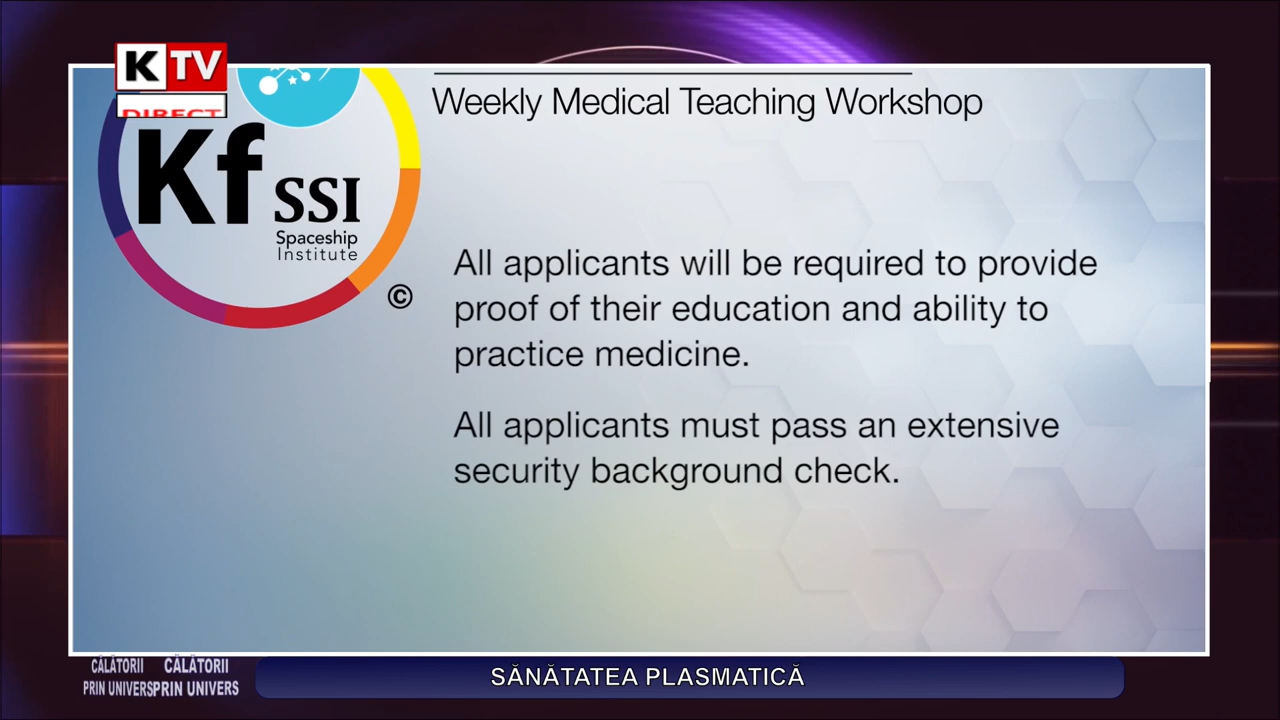 K TV
DIRECT
Weekly Medical Teaching Workshop
Kf SSI
Spaceship
Institute
©
All applicants will be required to provide
proof of their education and ability to
practice medicine.
All applicants must pass an extensive
security background check.
CĂLĂTORII CĂLĂTORII
PRIN UNIVERS PRIN UNIVERS
SĂNĂTATEA PLASMATICĂ